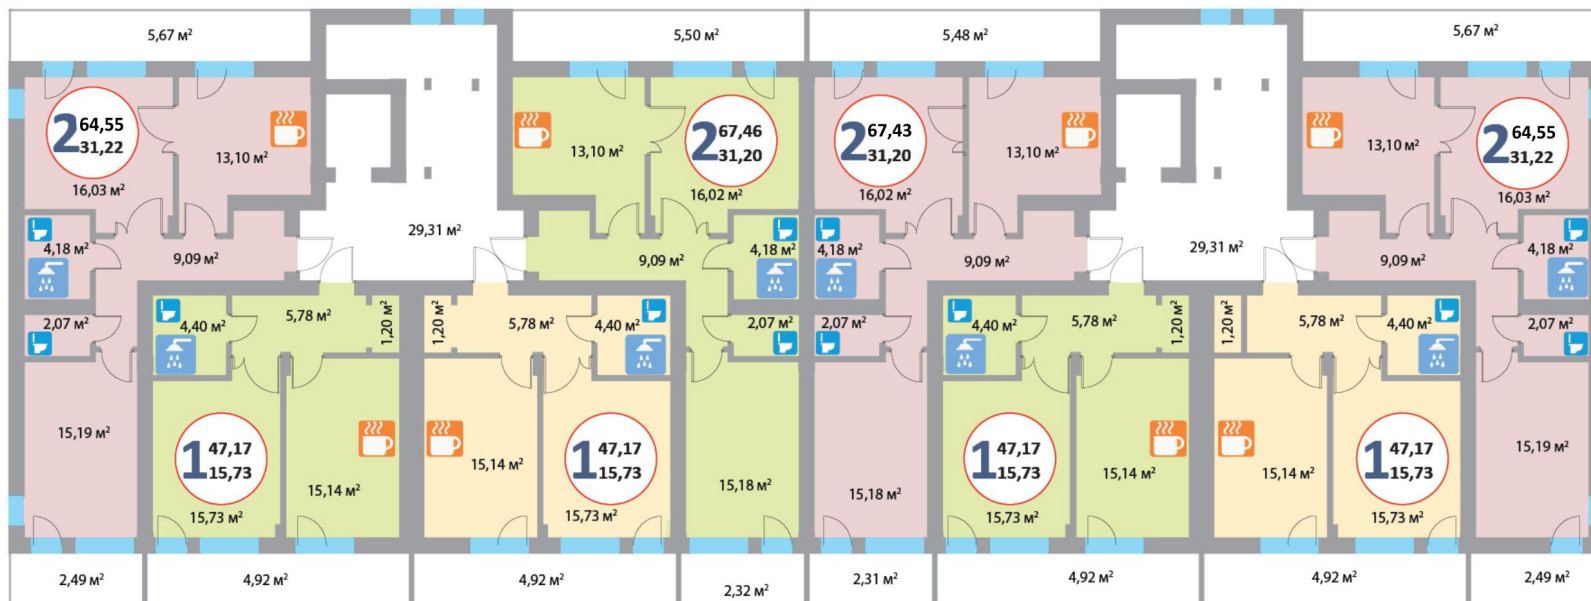 5,67 м²
5,50 м²
5,48 м²
5,67 м²
2 64,55
31,22
13,10 м²
16,03 м²
13,10 м²
2 67,46
31,20
16,02 м²
2 67,43
31,20
13,10 м²
16,02 м²
13,10 м²
2 64,55
31,22
16,03 м²
4,18 м²
9,09 м²
29,31 м²
9,09 м²
4,18 м²
4,18 м²
9,09 м²
29,31 м²
9,09 м²
4,18 м²
2,07 м²
4,40 м²
5,78 м²
1,20 м²
1,20 м²
5,78 м²
4,40 м²
2,07 м²
2,07 м²
4,40 м²
5,78 м²
1,20 м²
1,20 м²
5,78 м²
4,40 м²
2,07 м²
15,19 м²
1 47,17
15,73
15,73 м²
15,14 м²
15,14 м²
1 47,17
15,73
15,73 м²
15,18 м²
15,18 м²
1 47,17
15,73
15,73 м²
15,14 м²
15,14 м²
1 47,17
15,73
15,73 м²
15,19 м²
2,49 м²
4,92 м²
4,92 м²
2,32 м²
2,31 м²
4,92 м²
4,92 м²
2,49 м²